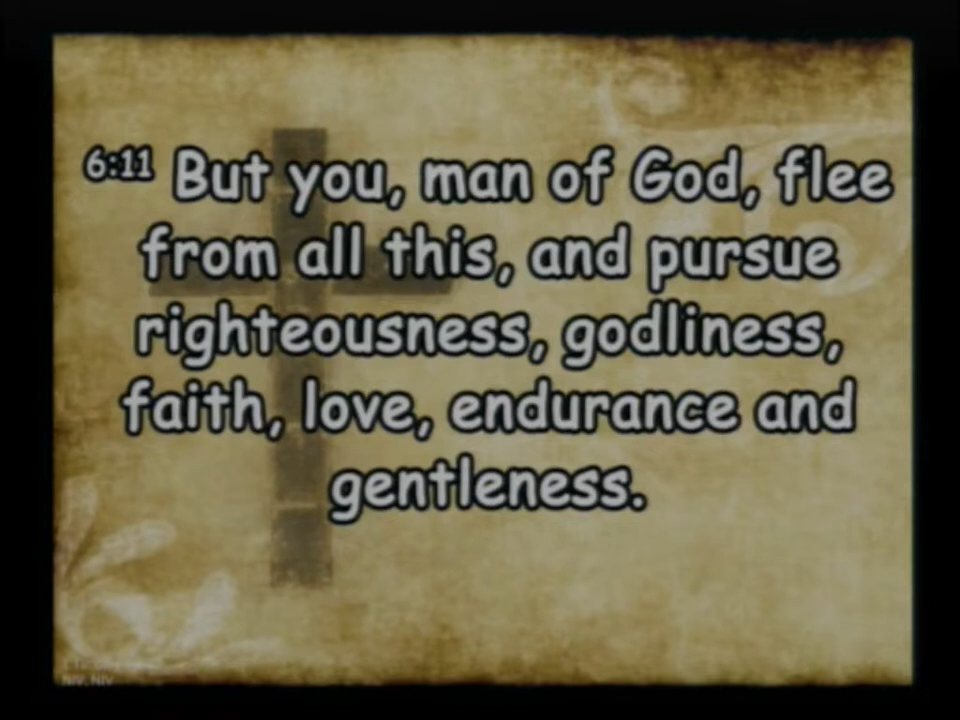 6:11 But you, man of God, flee
from all this, and pursue
righteousness, godliness,
faith, love, endurance and
gentleness.
NIV, NIV